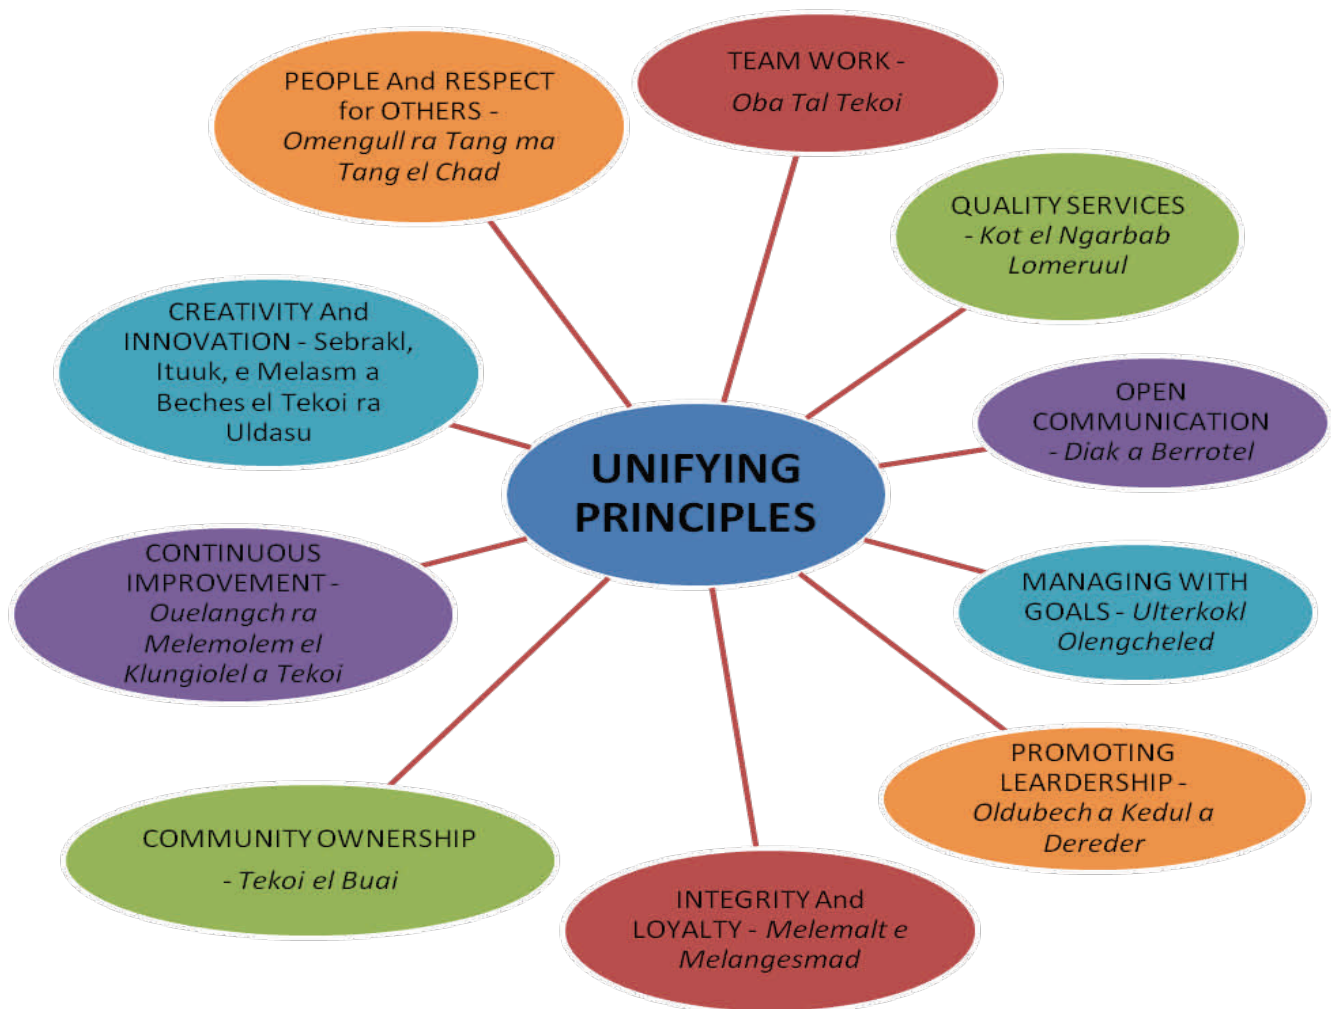 PEOPLE And RESPECT
for OTHERS -
Omengull ra Tang ma
Tang el Chad
TEAM WORK -
Oba Tal Tekoi
QUALITY SERVICES
- Kot el Ngarbab
Lomeruul
CREATIVITY And
INNOVATION - Sebrakl,
Ituuk, e Melasm a
Beches el Tekoi ra
Uldasu
OPEN
COMMUNICATION
- Diak a Berrotel
UNIFYING
PRINCIPLES
CONTINUOUS
IMPROVEMENT -
Ouelangch ra
Melemolem el
Klungiolel a Tekoi
MANAGING WITH
GOALS - Ulterkokl
Olengcheled
PROMOTING
LEARDERSHIP -
Oldubech a Kedul a
Dereder
COMMUNITY OWNERSHIP
- Tekoi el Buai
INTEGRITY And
LOYALTY - Melemalt e
Melangesmad